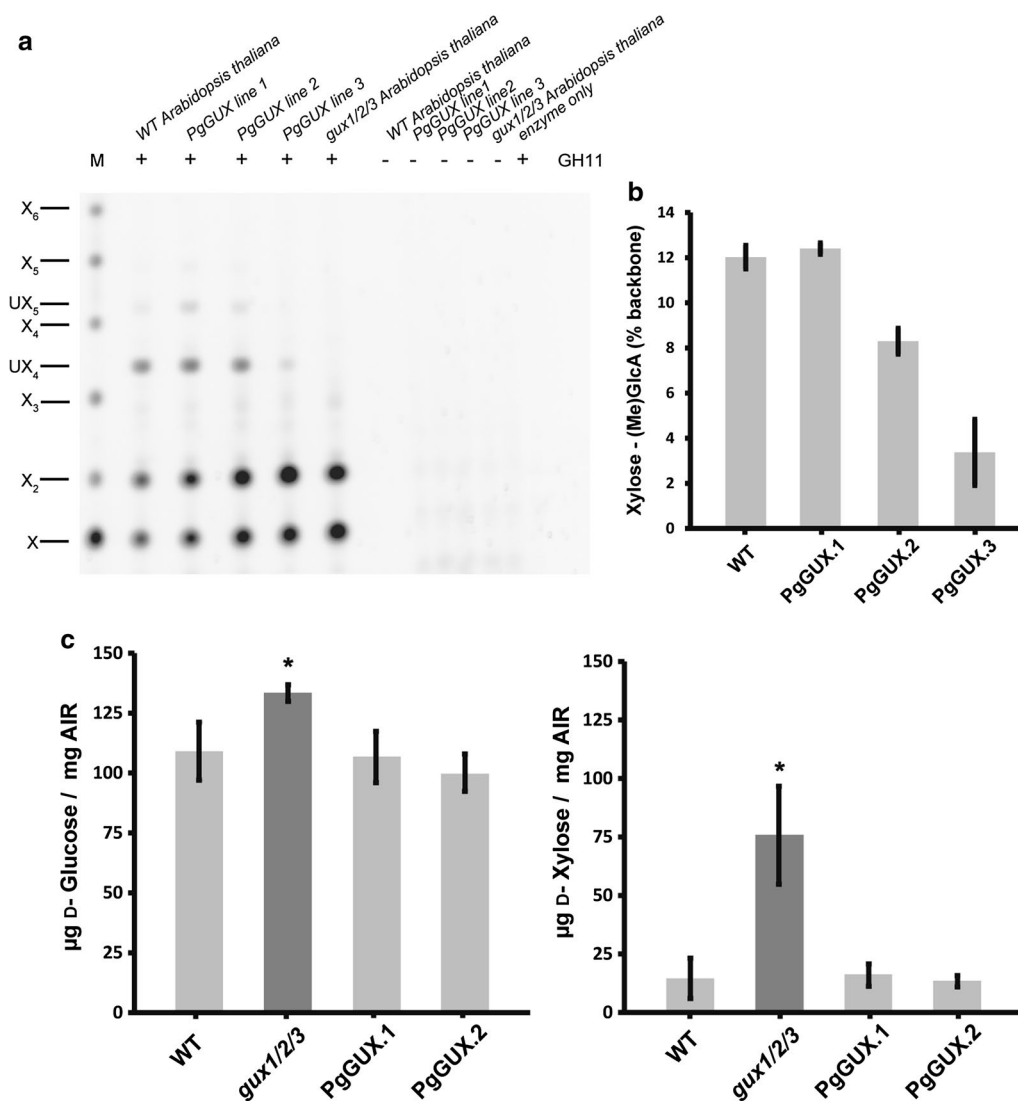 a
WT Arabidopsis thaliana
PgGUX line 1
PgGUX line 2
PgGUX line 3
gux1/2/3 Arabidopsis thaliana
WT Arabidopsis thaliana
PgGUX line1
PgGUX line2
PgGUX line 3
gux1/2/3 Arabidopsis thaliana
enzyme only
M + + + + + - - - - - + GH11
X6
X5
UX5
X4
UX4
X3
X2
X
b
Xylose - (Me)GlcA (% backbone)
14
12
10
8
6
4
2
0
WT
PgGUX.1
PgGUX.2
PgGUX.3
c
µg D- Glucose / mg AIR
150
125
100
75
50
25
0
*
WT
gux1/2/3
PgGUX.1
PgGUX.2
µg D- Xylose / mg AIR
150
125
100
75
50
25
0
*
WT
gux1/2/3
PgGUX.1
PgGUX.2